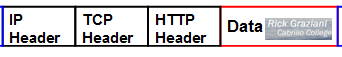 IP
Header
TCP
Header
HTTP
Header
Data
Rick Graziani
Cabrillo College